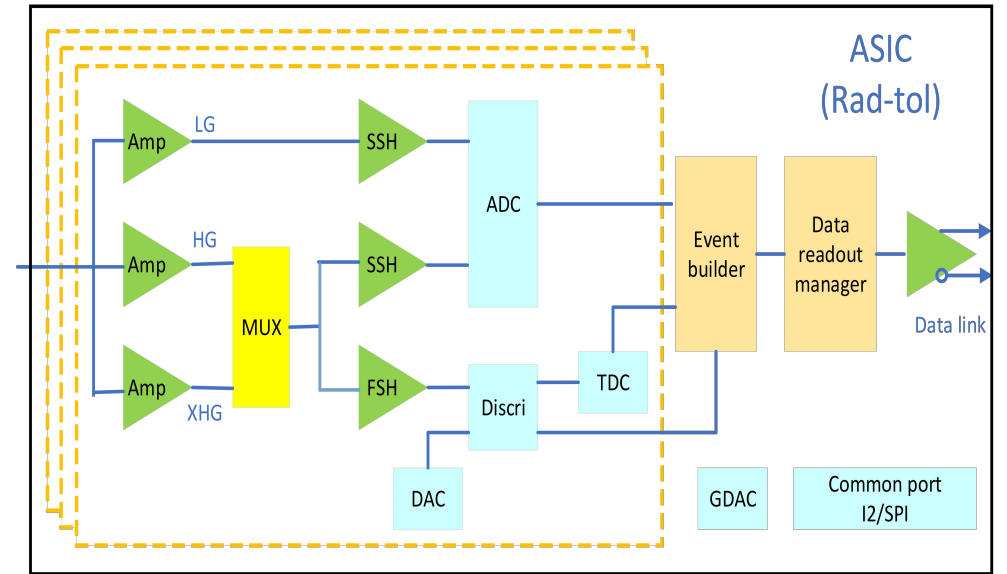 ASIC
(Rad-tol)
Amp
LG
SSH
ADC
Amp
HG
SSH
MUX
Amp
XHG
FSH
Discri
TDC
DAC
Event
builder
Data
readout
manager
Data link
GDAC
Common port
I2/SPI